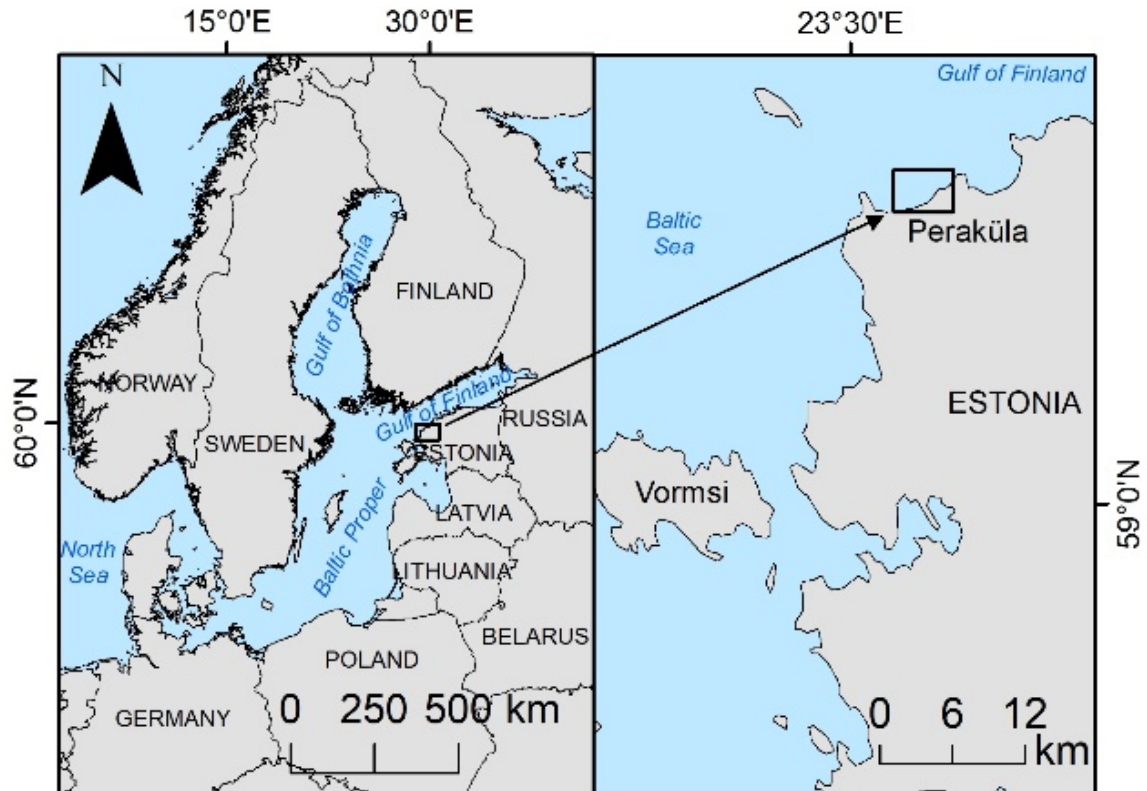 15°0'E
30°0'E
23°30'E
N
Gulf of Finland
Baltic
Sea
Peraküla
Gulf of Bothnia
FINLAND
NORWAY
Gulf of Finland
ESTONIA
RUSSIA
60°0'N
SWEDEN
ESTONIA
Vormsi
59°0'N
LATVIA
Baltic Proper
North
Sea
LITHUANIA
BELARUS
POLAND
GERMANY
0 250 500 km
0 6 12
km